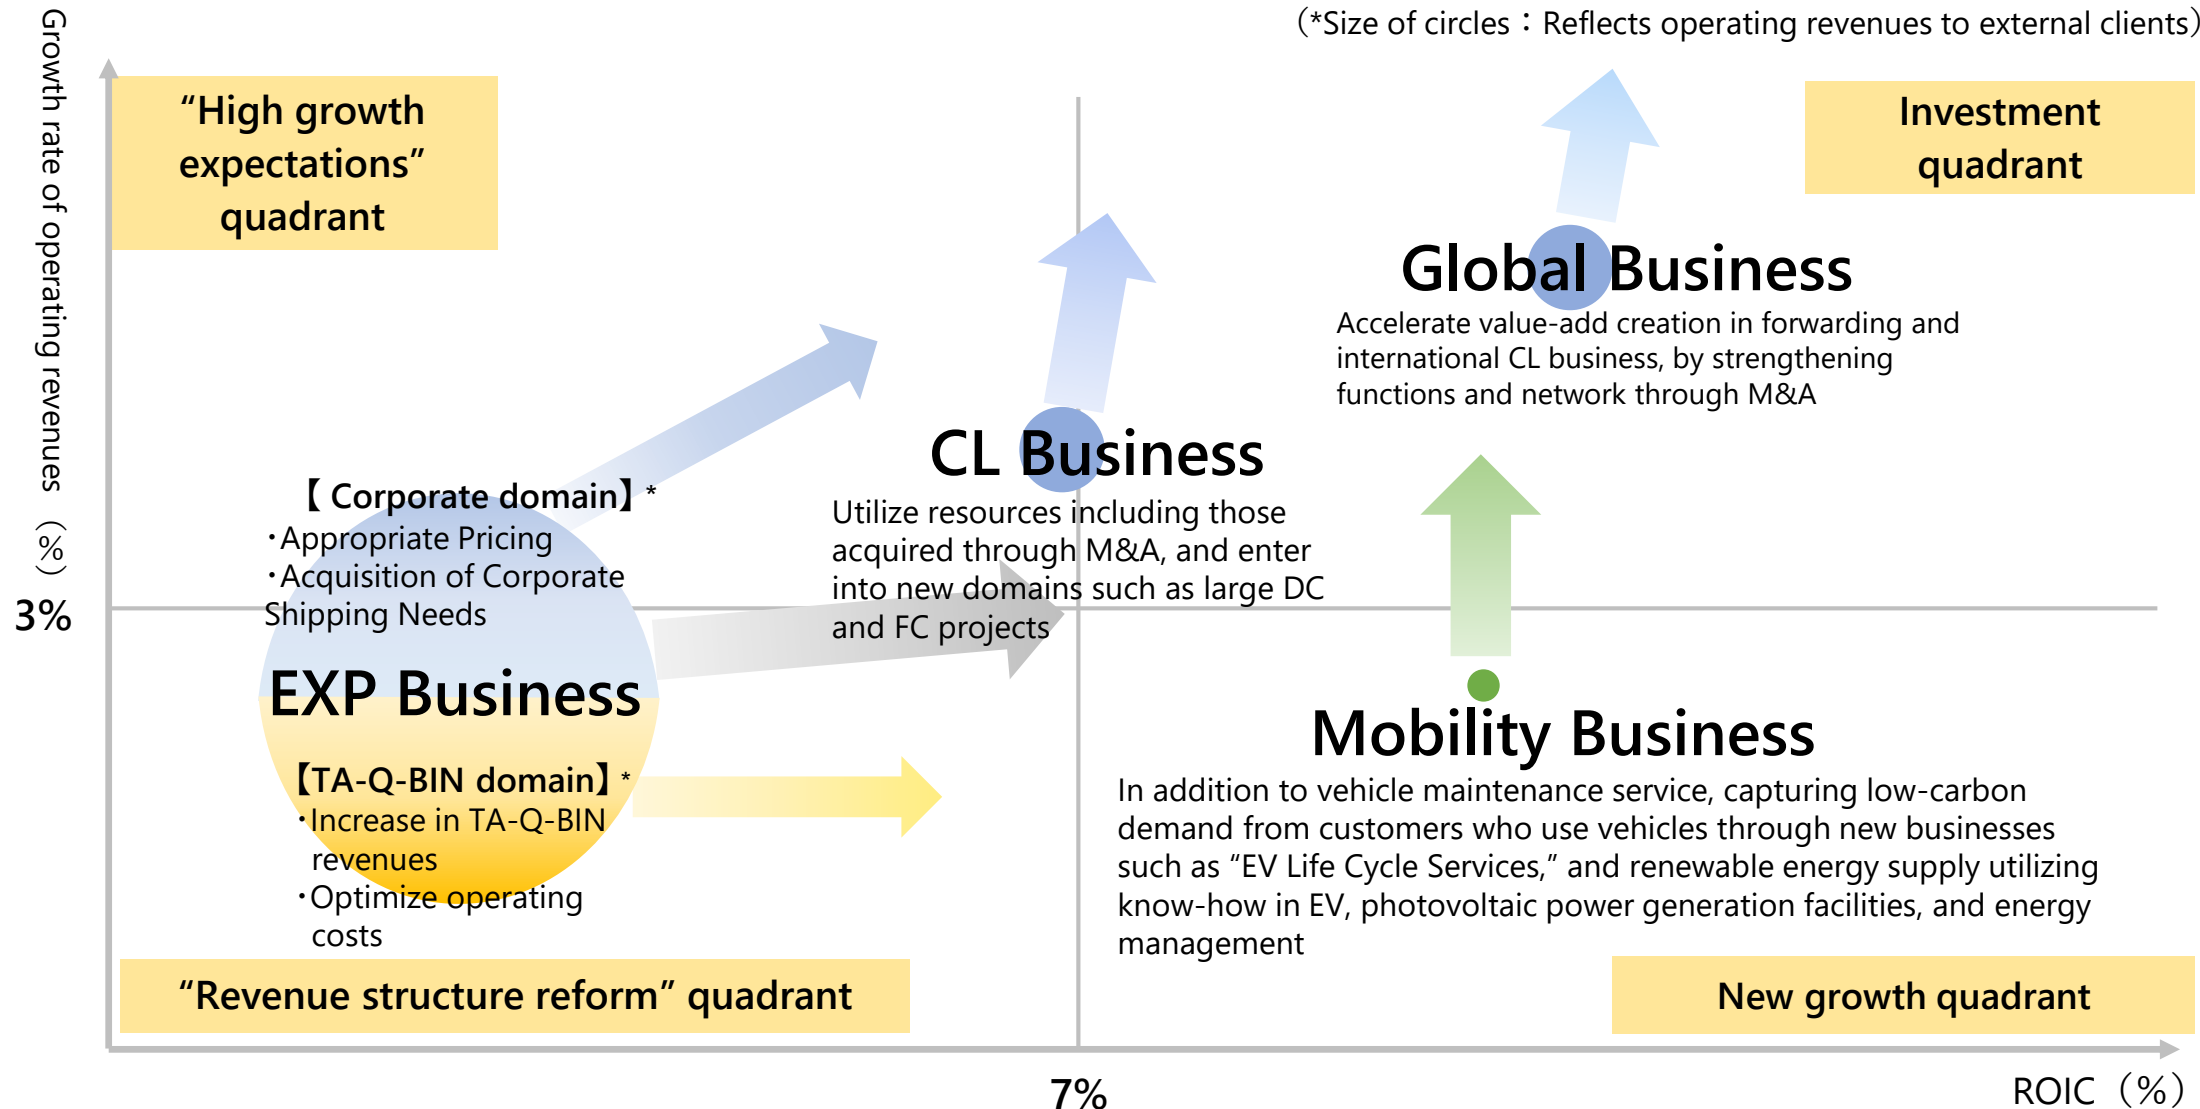 (*Size of circles：Reflects operating revenues to external clients)
Growth rate of operating revenues （%）
“High growth
expectations”
quadrant
Investment
quadrant
Global Business
Accelerate value-add creation in forwarding and
international CL business, by strengthening
functions and network through M&A
CL Business
Utilize resources including those
acquired through M&A, and enter
into new domains such as large DC
and FC projects
【 Corporate domain】*
・Appropriate Pricing
・Acquisition of Corporate
Shipping Needs
3%
EXP Business
【TA-Q-BIN domain】*
・Increase in TA-Q-BIN
revenues
・Optimize operating
costs
Mobility Business
In addition to vehicle maintenance service, capturing low-carbon
demand from customers who use vehicles through new businesses
such as “EV Life Cycle Services,” and renewable energy supply utilizing
know-how in EV, photovoltaic power generation facilities, and energy
management
“Revenue structure reform” quadrant
New growth quadrant
7%
ROIC （%）